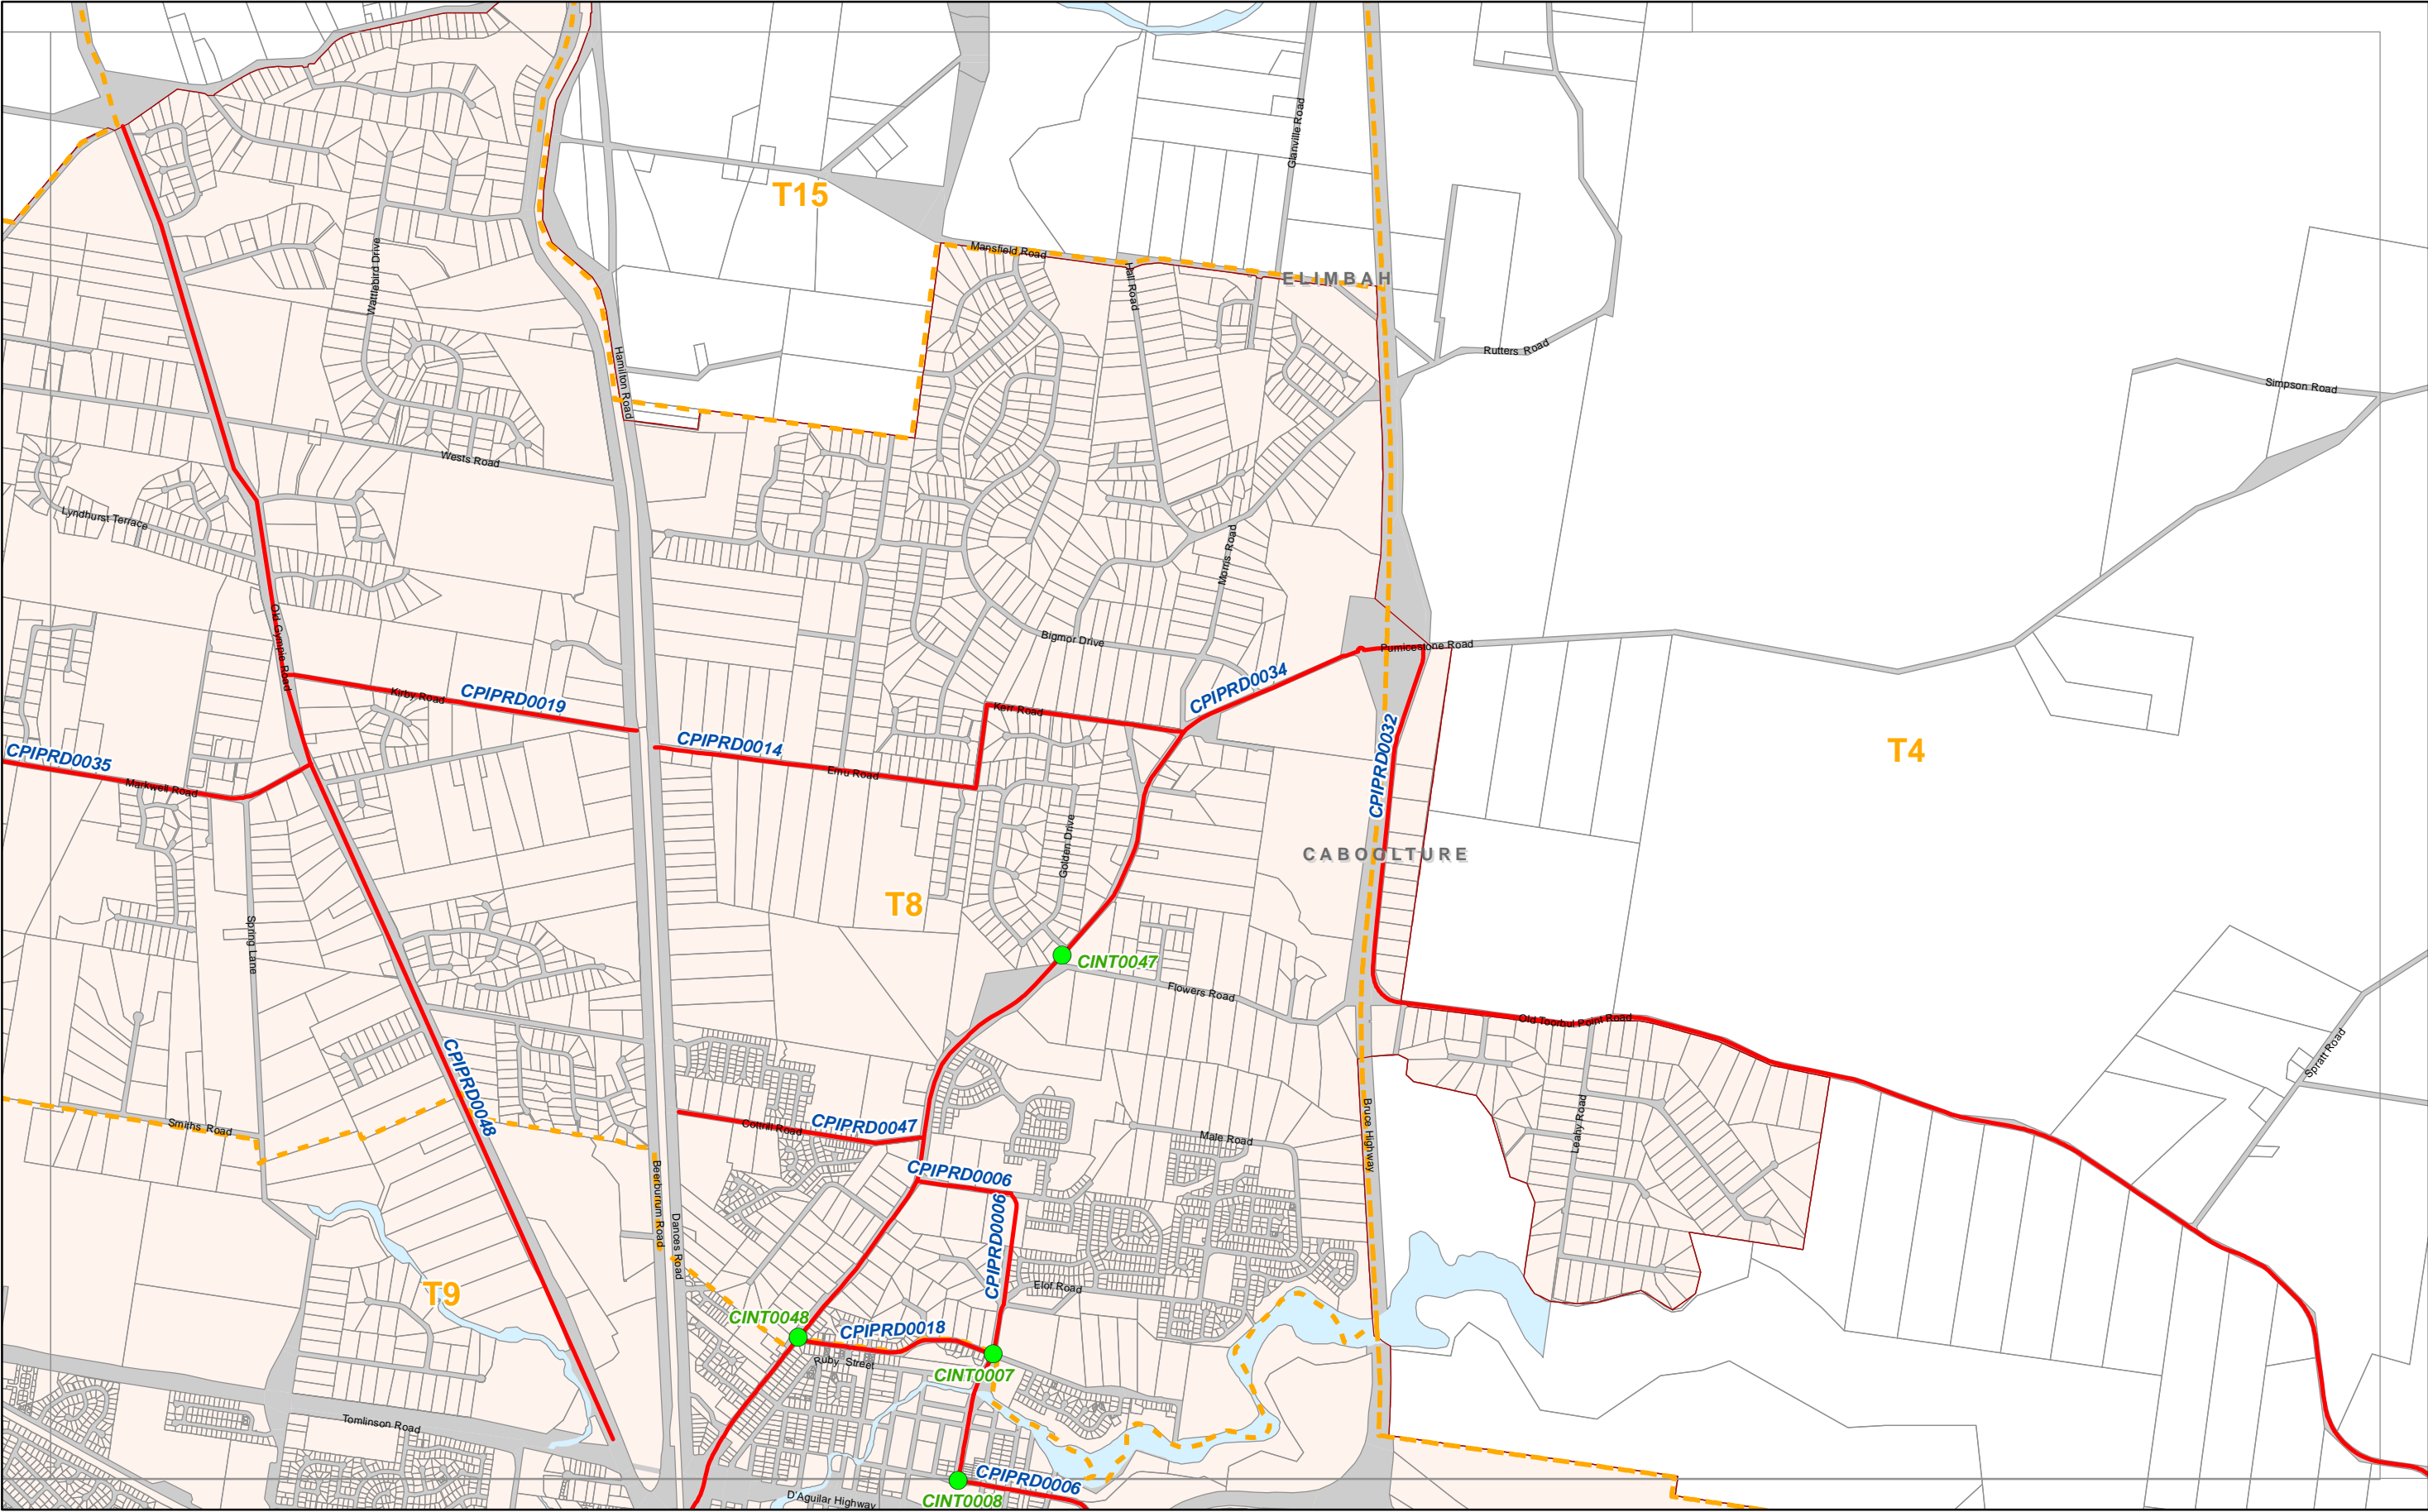 T15
Glanville Road
Mansfield Road
Hall Road
ELIMBAH
Wattlebird Drive
Hamilton Road
Rutters Road
Simpson Road
Wests Road
Lyndhurst Terrace
Morris Road
Old Gympie Road
Bigmor Drive
Pumicestone Road
CPIPRD0034
Kirby Road
CPIPRD0019
Kerr Road
CPIPRD0014
Emu Road
CPIPRD0032
T4
CPIPRD0035
Markwell Road
Golden Drive
CABOOLTURE
T8
Spring Lane
CINT0047
Flowers Road
Old Toorbul Point Road
Spratt Road
CPIPRD0048
Smiths Road
Cottrill Road
CPIPRD0047
Male Road
Leahy Road
Bruce Highway
CPIPRD0006
Beerburrum Road
Dances Road
CPIPRD0006
Elof Road
T9
CINT0048
CPIPRD0018
Ruby Street
CINT0007
Tomlinson Road
CPIPRD0006
D'Aguilar Highway
CINT0008